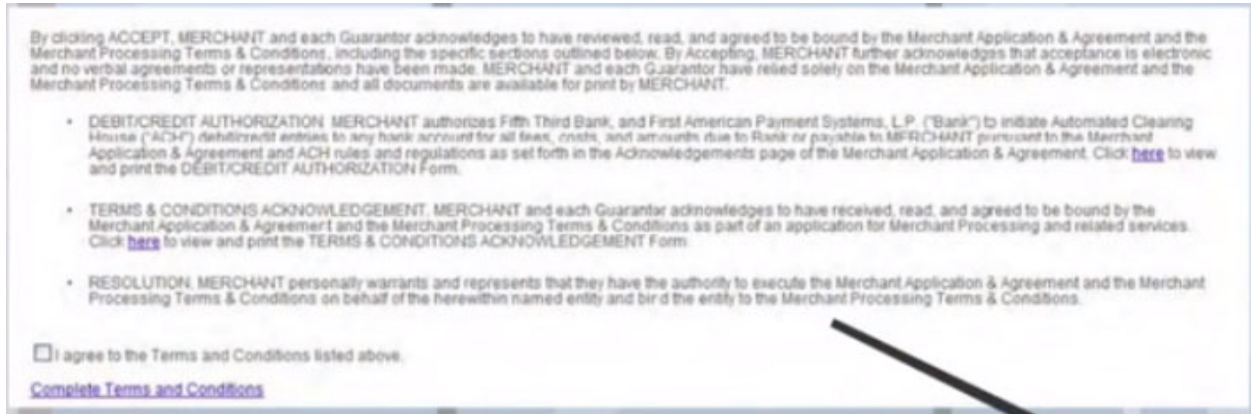 By clicking ACCEPT, MERCHANT and each Guarantor acknowledges to have reviewed, read, and agreed to be bound by the Merchant Application & Agreement and the
Merchant Processing Terms & Conditions, including the specific sections outlined below. By Accepting, MERCHANT further acknowledges that acceptance is electronic
and no verbal agreements or representations have been made. MERCHANT and each Guarantor have relied solely on the Merchant Application & Agreement and the
Merchant Processing Terms & Conditions and all documents are available for print by MERCHANT.
• DEBIT/CREDIT AUTHORIZATION. MERCHANT authorizes Fifth Third Bank, and First American Payment Systems, L.P. ("Bank") to initiate Automated Clearing
House ("ACH") debit/credit entries to any bank account for all fees, costs, and amounts due to Bank or payable to MERCHANT pursuant to the Merchant
Application & Agreement and ACH rules and regulations as set forth in the Acknowledgements page of the Merchant Application & Agreement. Click here to view
and print the DEBIT/CREDIT AUTHORIZATION Form.
• TERMS & CONDITIONS ACKNOWLEDGEMENT. MERCHANT and each Guarantor acknowledges to have received, read, and agreed to be bound by the
Merchant Application & Agreement and the Merchant Processing Terms & Conditions as part of an application for Merchant Processing and related services.
Click here to view and print the TERMS & CONDITIONS ACKNOWLEDGEMENT Form.
• RESOLUTION. MERCHANT personally warrants and represents that they have the authority to execute the Merchant Application & Agreement and the Merchant
Processing Terms & Conditions on behalf of the herewithin named entity and bind the entity to the Merchant Processing Terms & Conditions.
I agree to the Terms and Conditions listed above.
Complete Terms and Conditions